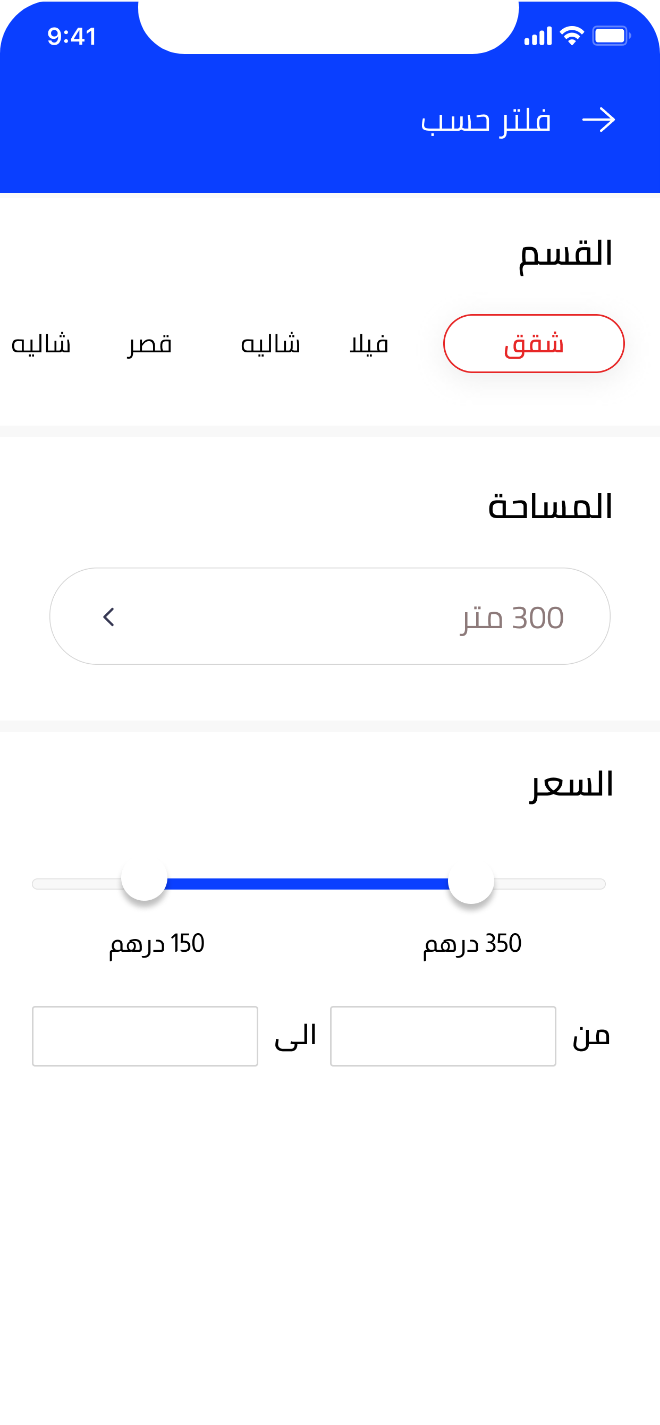 9:41
فلتر حسب
القسم
شقق فيلا شاليه قصر شاليه
المساحة
300 متر
السعر
350 درهم 150 درهم
من الى